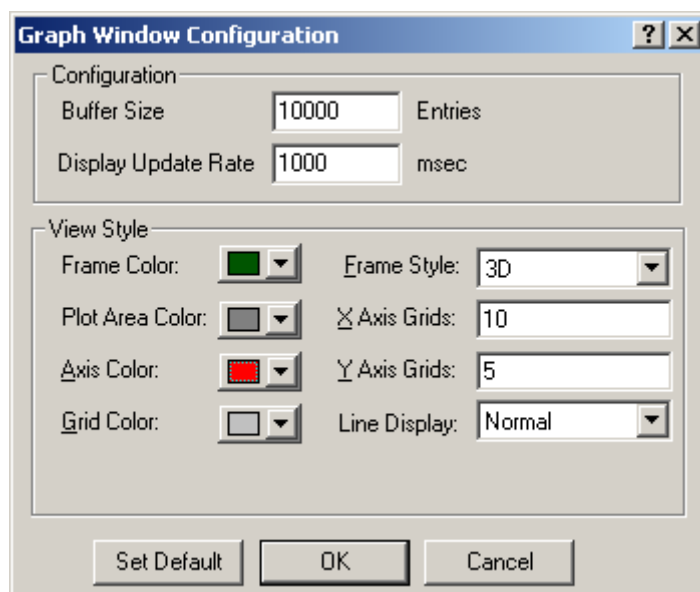 Graph Window Configuration
Configuration
Buffer Size 10000 Entries
Display Update Rate 1000 msec
View Style
Frame Color: Frame Style: 3D
Plot Area Color: X Axis Grids: 10
Axis Color: Y Axis Grids: 5
Grid Color: Line Display: Normal
Set Default OK Cancel